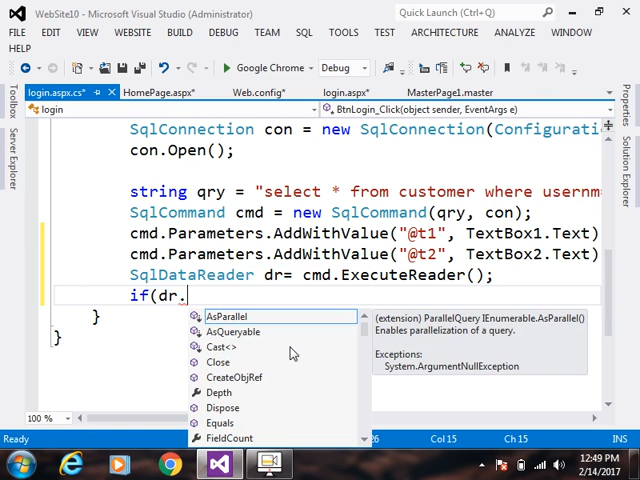 WebSite10 - Microsoft Visual Studio (Administrator)
Quick Launch (Ctrl+Q)
FILE EDIT VIEW WEBSITE BUILD DEBUG TEAM SQL TOOLS TEST ARCHITECTURE ANALYZE WINDOW
HELP
Google Chrome Debug
login.aspx.cs* HomePage.aspx* Web.config* login.aspx* MasterPage1.master
login BtnLogin_Click(object sender, EventArgs e)
Toolbox
Server Explorer
Properties
Solution Explorer
SqlConnection con = new SqlConnection(Configuratio
con.Open();
string qry = "select * from customer where usernm
SqlCommand cmd = new SqlCommand(qry, con);
cmd.Parameters.AddWithValue("@t1", TextBox1.Text)
cmd.Parameters.AddWithValue("@t2", TextBox2.Text)
SqlDataReader dr= cmd.ExecuteReader();
if(dr.
}
}
AsParallel
AsQueryable
Cast<>
Close
CreateObjRef
Depth
Dispose
Equals
FieldCount
(extension) ParallelQuery IEnumerable.AsParallel()
Enables parallelization of a query.
Exceptions:
System.ArgumentNullException
100 %
Ready 26 Col 15 Ch 15
12:49 PM
2/14/2017